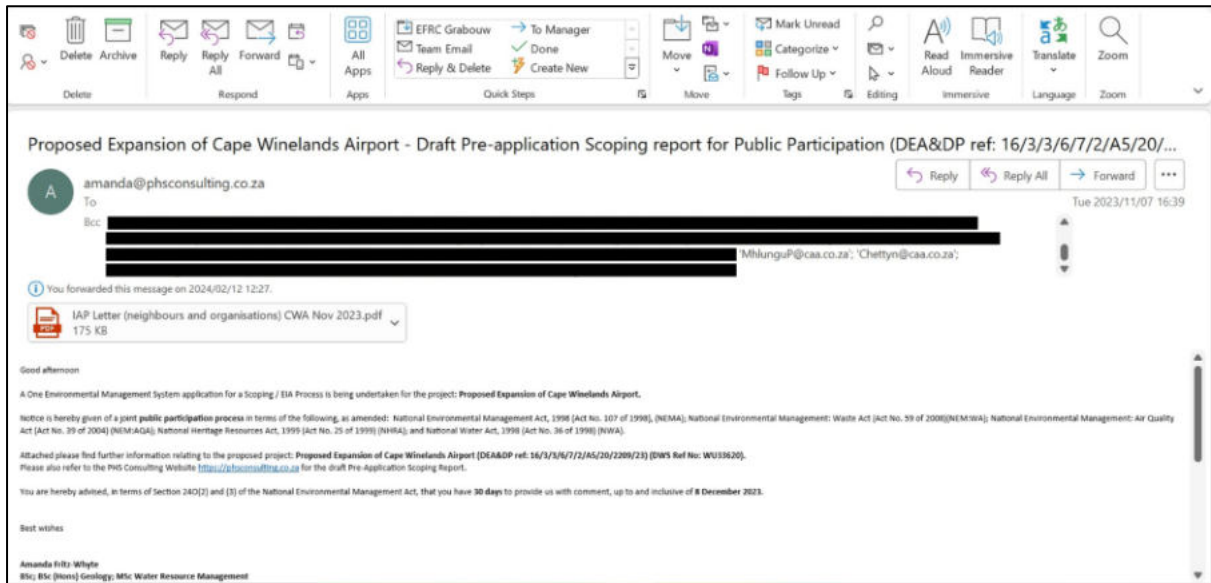 EFRC Grabouw
To Manager
Mark Unread
Delete
Archive
Reply
Reply All
Forward
All Apps
Team Email
Done
Move
Categorize
Read Aloud
Immersive Reader
Translate
Zoom
Reply & Delete
Create New
Follow Up
Delete
Respond
Apps
Quick Steps
Move
Tags
Editing
Immersive
Language
Zoom
Proposed Expansion of Cape Winelands Airport - Draft Pre-application Scoping report for Public Participation (DEA&DP ref: 16/3/3/6/7/2/A5/20/...
A
amanda@phsconsulting.co.za
Reply
Reply All
Forward
To
Tue 2023/11/07 16:39
Bcc
'MhlunguP@caa.co.za'; 'Chettyn@caa.co.za';
You forwarded this message on 2024/02/12 12:27.
PDF
IAP Letter (neighbours and organisations) CWA Nov 2023.pdf
175 KB
Good afternoon
A One Environmental Management System application for a Scoping / EIA Process is being undertaken for the project: Proposed Expansion of Cape Winelands Airport.
Notice is hereby given of a joint public participation process in terms of the following, as amended: National Environmental Management Act, 1998 (Act No. 107 of 1998), (NEMA); National Environmental Management: Waste Act (Act No. 59 of 2008)(NEM:WA); National Environmental Management: Air Quality
Act (Act No. 39 of 2004) (NEM:AQA); National Heritage Resources Act, 1999 (Act No. 25 of 1999) (NHRA); and National Water Act, 1998 (Act No. 36 of 1998) (NWA).
Attached please find further information relating to the proposed project: Proposed Expansion of Cape Winelands Airport (DEA&DP ref: 16/3/3/6/7/2/A5/20/2209/23) (DWS Ref No: WU33620).
Please also refer to the PHS Consulting Website https://phsconsulting.co.za for the draft Pre-Application Scoping Report.
You are hereby advised, in terms of Section 24O(2) and (3) of the National Environmental Management Act, that you have 30 days to provide us with comment, up to and inclusive of 8 December 2023.
Best wishes
Amanda Fritz-Whyte
BSc; BSc (Hons) Geology; MSc Water Resource Management